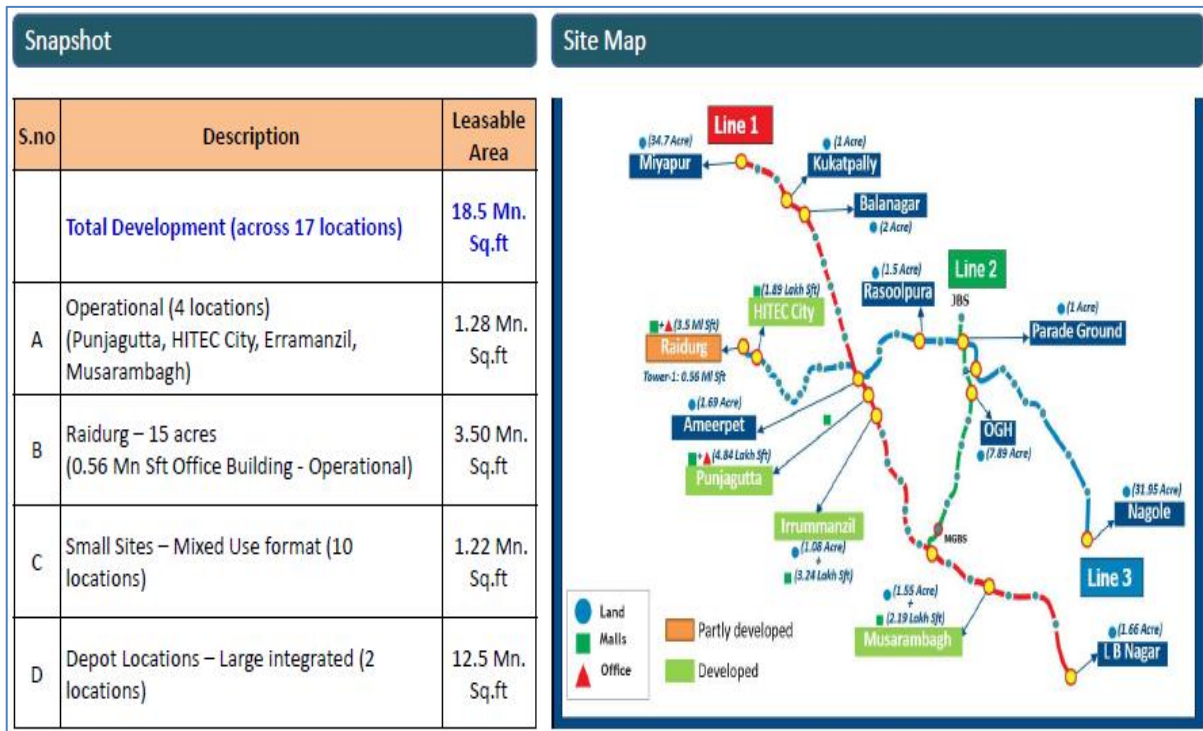 Snapshot
S.no
Description
Leasable
Area
Total Development (across 17 locations)
18.5 Mn.
Sq.ft
A
Operational (4 locations)
(Punjagutta, HITEC City, Erramanzil,
Musarambagh)
1.28 Mn.
Sq.ft
B
Raidurg – 15 acres
(0.56 Mn Sft Office Building - Operational)
3.50 Mn.
Sq.ft
C
Small Sites – Mixed Use format (10
locations)
1.22 Mn.
Sq.ft
D
Depot Locations – Large integrated (2
locations)
12.5 Mn.
Sq.ft
Site Map
Line 1
(34.7 Acre)
Miyapur
(1 Acre)
Kukatpally
Balanagar
(2 Acre)
(1.5 Acre)
Rasoolpura
Line 2
JBS
(1 Acre)
Parade Ground
(1.89 Lakh Sft)
HITEC City
+ (3.5 Ml Sft)
Raidurg
Tower-1: 0.56 Ml Sft
(1.69 Acre)
Ameerpet
+ (4.84 Lakh Sft)
Punjagutta
OGH
(7.89 Acre)
Irrummanzil
(1.08 Acre)
+
(3.24 Lakh Sft)
MGBS
(31.95 Acre)
Nagole
Line 3
(1.55 Acre)
+
(2.19 Lakh Sft)
Musarambagh
(1.66 Acre)
L B Nagar
Land
Malls
Office
Partly developed
Developed